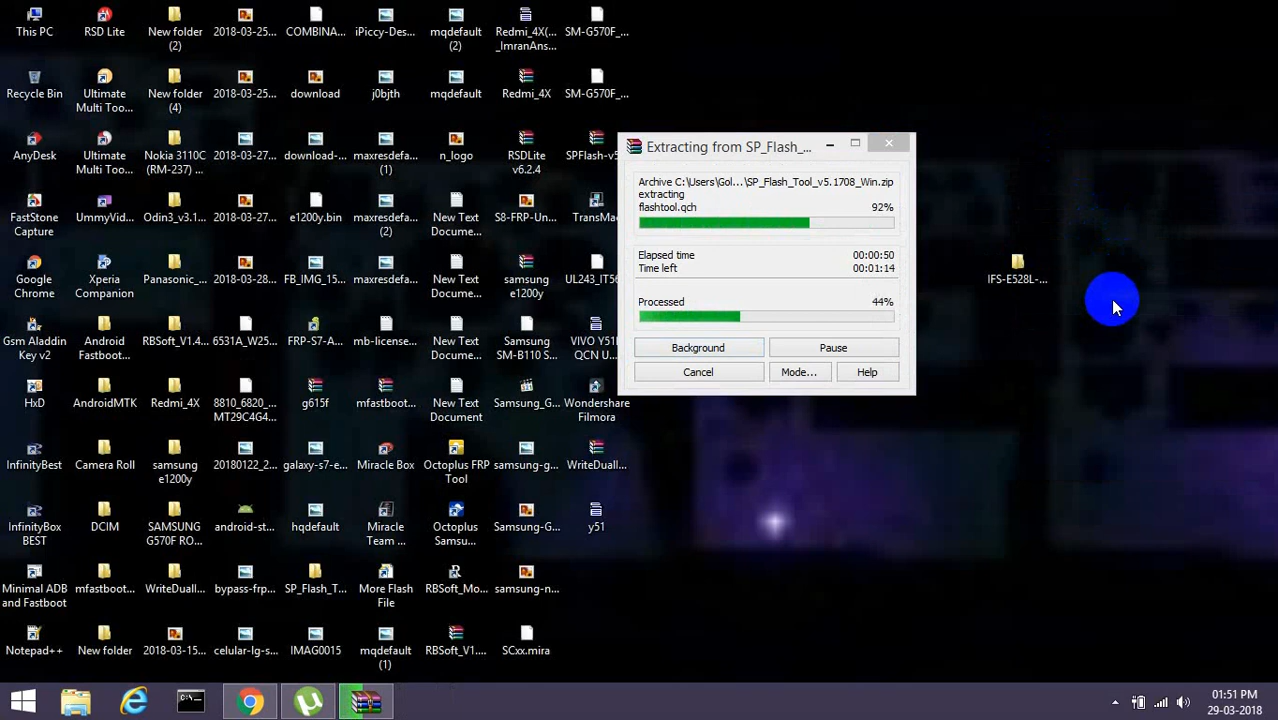 This PC
RSD Lite
New folder
(2)
2018-03-25...
COMBINA...
iPiccy-Des...
mqdefault
(2)
Redmi_4X(...
_ImranAns...
SM-G570F_...
Recycle Bin
Ultimate
Multi Too...
New folder
(4)
2018-03-25...
download
j0bjth
mqdefault
Redmi_4X
SM-G570F_...
AnyDesk
Ultimate
Multi Too...
Nokia 3110C
(RM-237) ...
2018-03-27...
download-...
maxresdefa...
(1)
n_logo
RSDLite
v6.2.4
SPFlash-v5...
FastStone
Capture
UmmyVid...
Odin3_v3.1...
2018-03-27...
e1200y.bin
maxresdefa...
(2)
New Text
Docume...
S8-FRP-Un...
TransMac
Google
Chrome
Xperia
Companion
Panasonic_...
2018-03-28...
FB_IMG_15...
maxresdefa...
New Text
Docume...
samsung
e1200y
UL243_IT56...
Gsm Aladdin
Key v2
Android
Fastboot...
RBSoft_V1.4...
6531A_W25...
FRP-S7-A...
mb-license...
New Text
Docume...
Samsung
SM-B110 S...
VIVO Y51L
QCN U...
HxD
AndroidMTK
Redmi_4X
8810_6820_...
MT29C4G4...
g615f
mfastboot...
New Text
Document
Samsung_G...
Wondershare
Filmora
InfinityBest
Camera Roll
samsung
e1200y
20180122_2...
galaxy-s7-e...
Miracle Box
Octoplus FRP
Tool
samsung-g...
WriteDuall...
InfinityBox
BEST
DCIM
SAMSUNG
G570F RO...
android-st...
hqdefault
Miracle
Team ...
Octoplus
Samsu...
Samsung-G...
y51
Minimal ADB
and Fastboot
mfastboot...
WriteDuall...
bypass-frp...
SP_Flash_T...
More Flash
File
RBSoft_Mo...
samsung-n...
Notepad++
New folder
2018-03-15...
celular-lg-s...
IMAG0015
mqdefault
(1)
RBSoft_V1....
SCxx.mira
Extracting from SP_Flash_...
Archive C:\Users\Gol...\SP_Flash_Tool_v5.1708_Win.zip
extracting
flashtool.qch 92%
Elapsed time 00:00:50
Time left 00:01:14
Processed 44%
Background Pause
Cancel Mode... Help
IFS-E528L-...
01:51 PM
29-03-2018